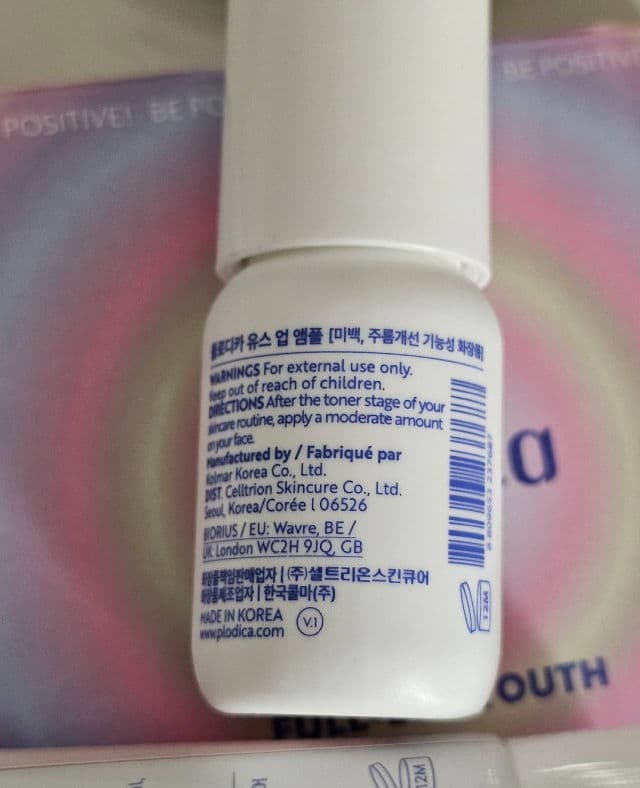 POSITIVE! BE PO
BE POSITIV
플로디카 유스 업 앰플 [미백, 주름개선 기능성 화장품]
WARNINGS For external use only.
Keep out of reach of children.
DIRECTIONS After the toner stage of your
skincare routine, apply a moderate amount
on your face.
Manufactured by / Fabriqué par
Kolmar Korea Co., Ltd.
DIST. Celltrion Skincure Co., Ltd.
Seoul, Korea/Corée l 06526
BIORIUS / EU: Wavre, BE /
UK: London WC2H 9JQ, GB
화장품책임판매업자 | (주)셀트리온스킨큐어
화장품제조업자 | 한국콜마(주)
MADE IN KOREA
www.plodica.com
V.1
12M
a
OUTH
12M